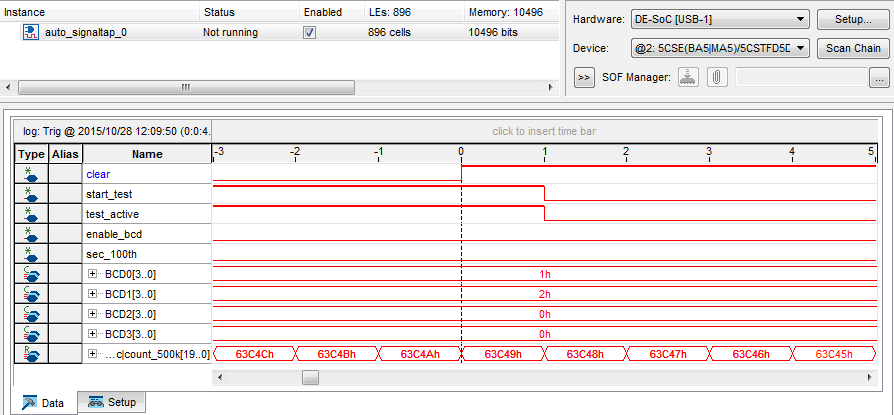 Instance Status Enabled LEs: 896 Memory: 10496
auto_signaltap_0 Not running 896 cells 10496 bits
Hardware: DE-SoC [USB-1] Setup...
Device: @2: 5CSE(BA5|MA5)/5CSTFD5D Scan Chain
>> SOF Manager: ...
log: Trig @ 2015/10/28 12:09:50 (0:0:4. click to insert time bar
Type Alias Name -3 -2 -1 0 1 2 3 4 5
clear
start_test
test_active
enable_bcd
sec_100th
BCD0[3..0] 1h
BCD1[3..0] 2h
BCD2[3..0] 0h
BCD3[3..0] 0h
...c|count_500k[19..0] 63C4Ch 63C4Bh 63C4Ah 63C49h 63C48h 63C47h 63C46h 63C45h
Data Setup